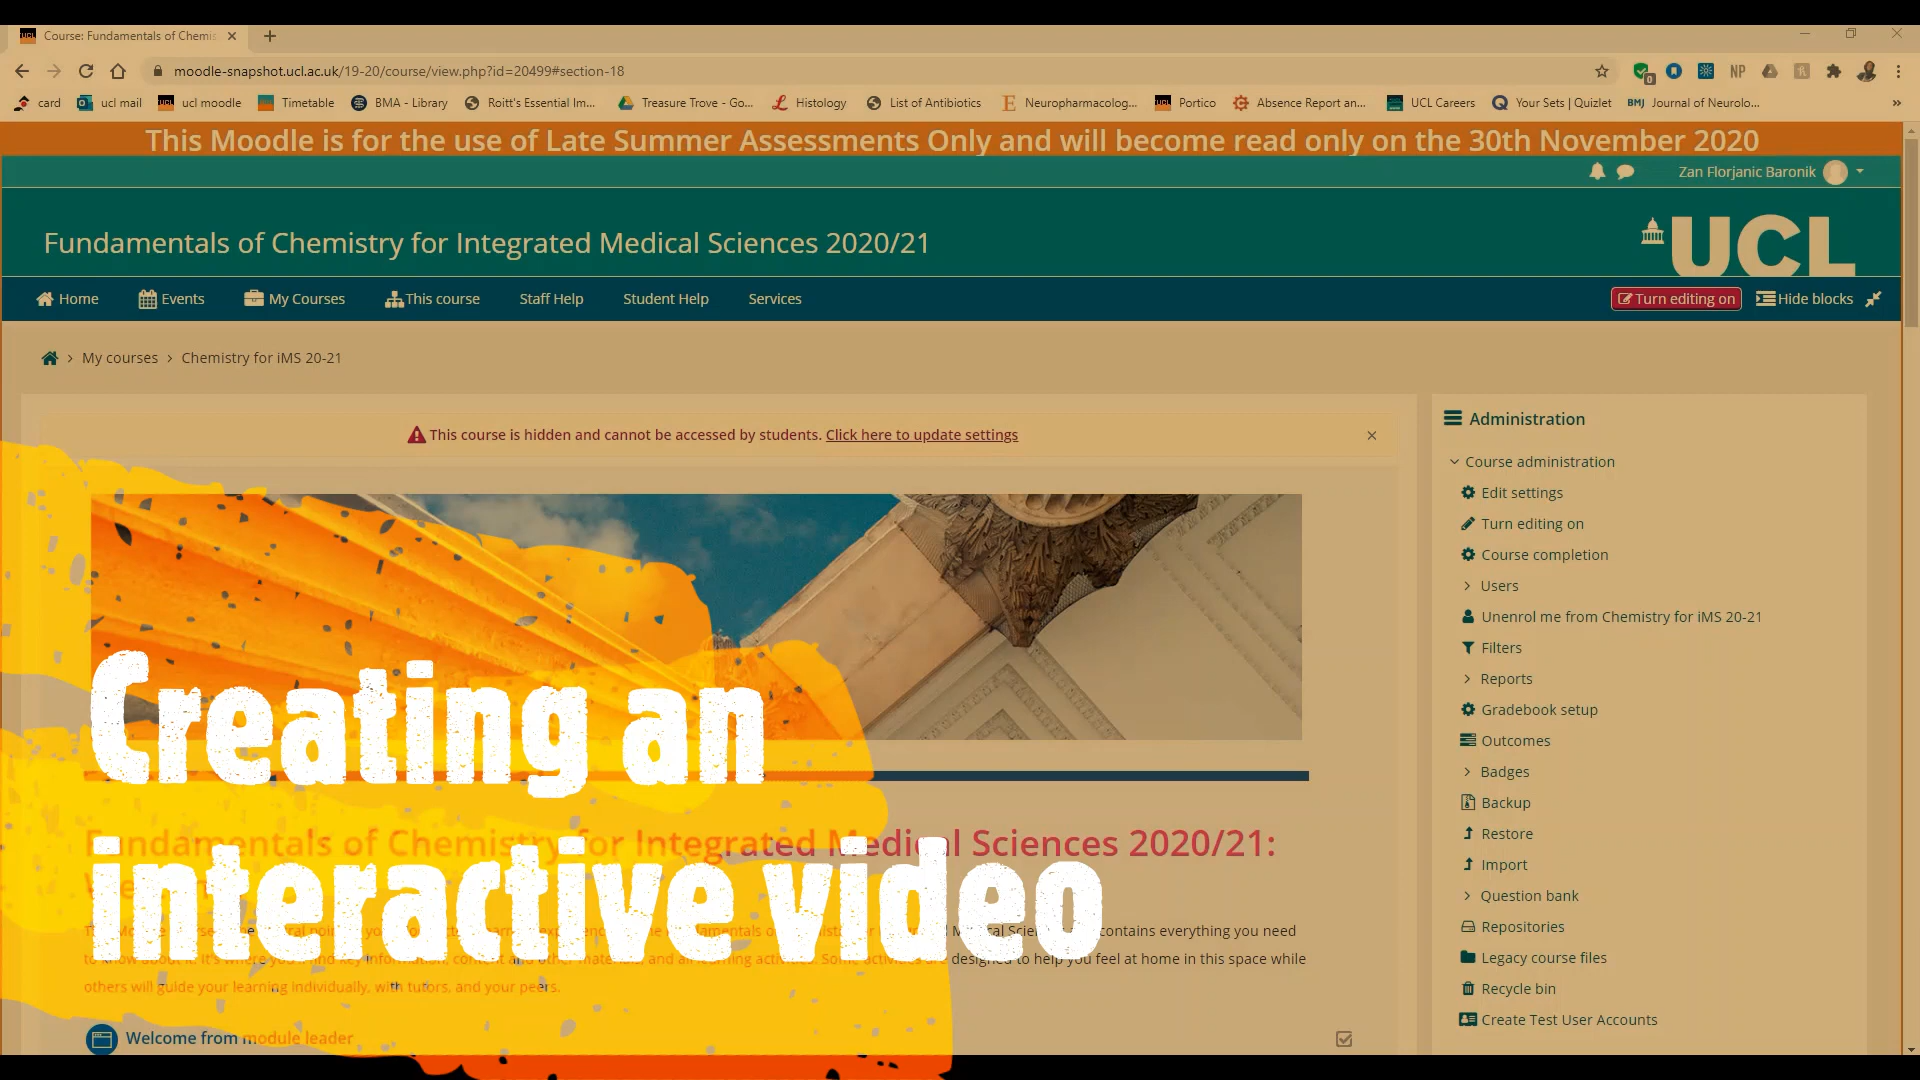 Course: Fundamentals of Chemis
moodle-snapshot.ucl.ac.uk/19-20/course/view.php?id=20499#section-18
0
NP
card
ucl mail
ucl moodle
Timetable
BMA - Library
Roitt's Essential Im...
Treasure Trove - Go...
Histology
List of Antibiotics
Neuropharmacolog...
Portico
Absence Report an...
UCL Careers
Your Sets | Quizlet
BMJ Journal of Neurolo...
This Moodle is for the use of Late Summer Assessments Only and will become read only on the 30th November 2020
Zan Florjanic Baronik
Fundamentals of Chemistry for Integrated Medical Sciences 2020/21
UCL
Home
Events
My Courses
This course
Staff Help
Student Help
Services
Turn editing on
Hide blocks
My courses > Chemistry for iMS 20-21
This course is hidden and cannot be accessed by students. Click here to update settings
Creating an
interactive video
Fundamentals of Chemistry for Integrated Medical Sciences 2020/21:
contains everything you need
designed to help you feel at home in this space while
others will guide your learning individually, with tutors, and your peers.
Welcome from module leader
Administration
Course administration
Edit settings
Turn editing on
Course completion
Users
Unenrol me from Chemistry for iMS 20-21
Filters
Reports
Gradebook setup
Outcomes
Badges
Backup
Restore
Import
Question bank
Repositories
Legacy course files
Recycle bin
Create Test User Accounts